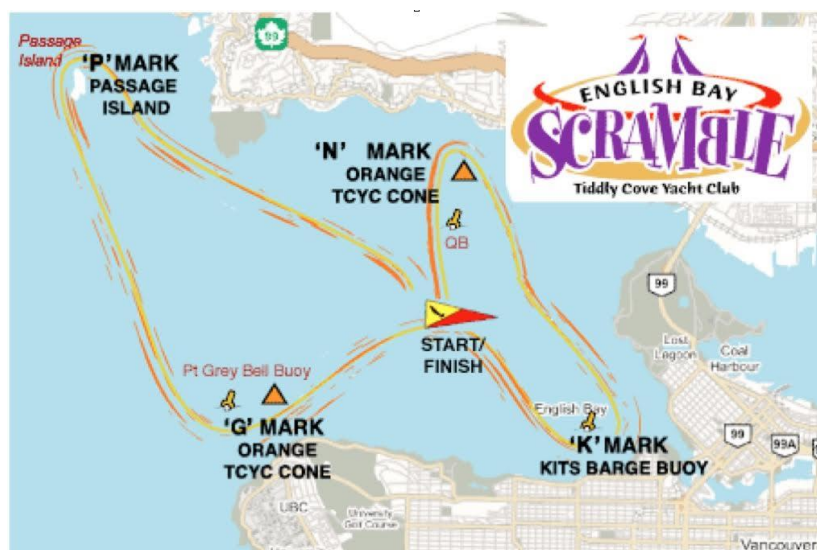 Passage
Island
'P' MARK
PASSAGE
ISLAND
99
ENGLISH BAY
SCRAMBLE
Tiddly Cove Yacht Club
'N' MARK
ORANGE
TCYC CONE
QB
99
START/
FINISH
Lost
Lagoon
Coal
Harbour
Pt Grey Bell Buoy
'G' MARK
ORANGE
TCYC CONE
English Bay
'K' MARK
KITS BARGE BUOY
99
99A
UBC
University
Golf Course
Vancouver